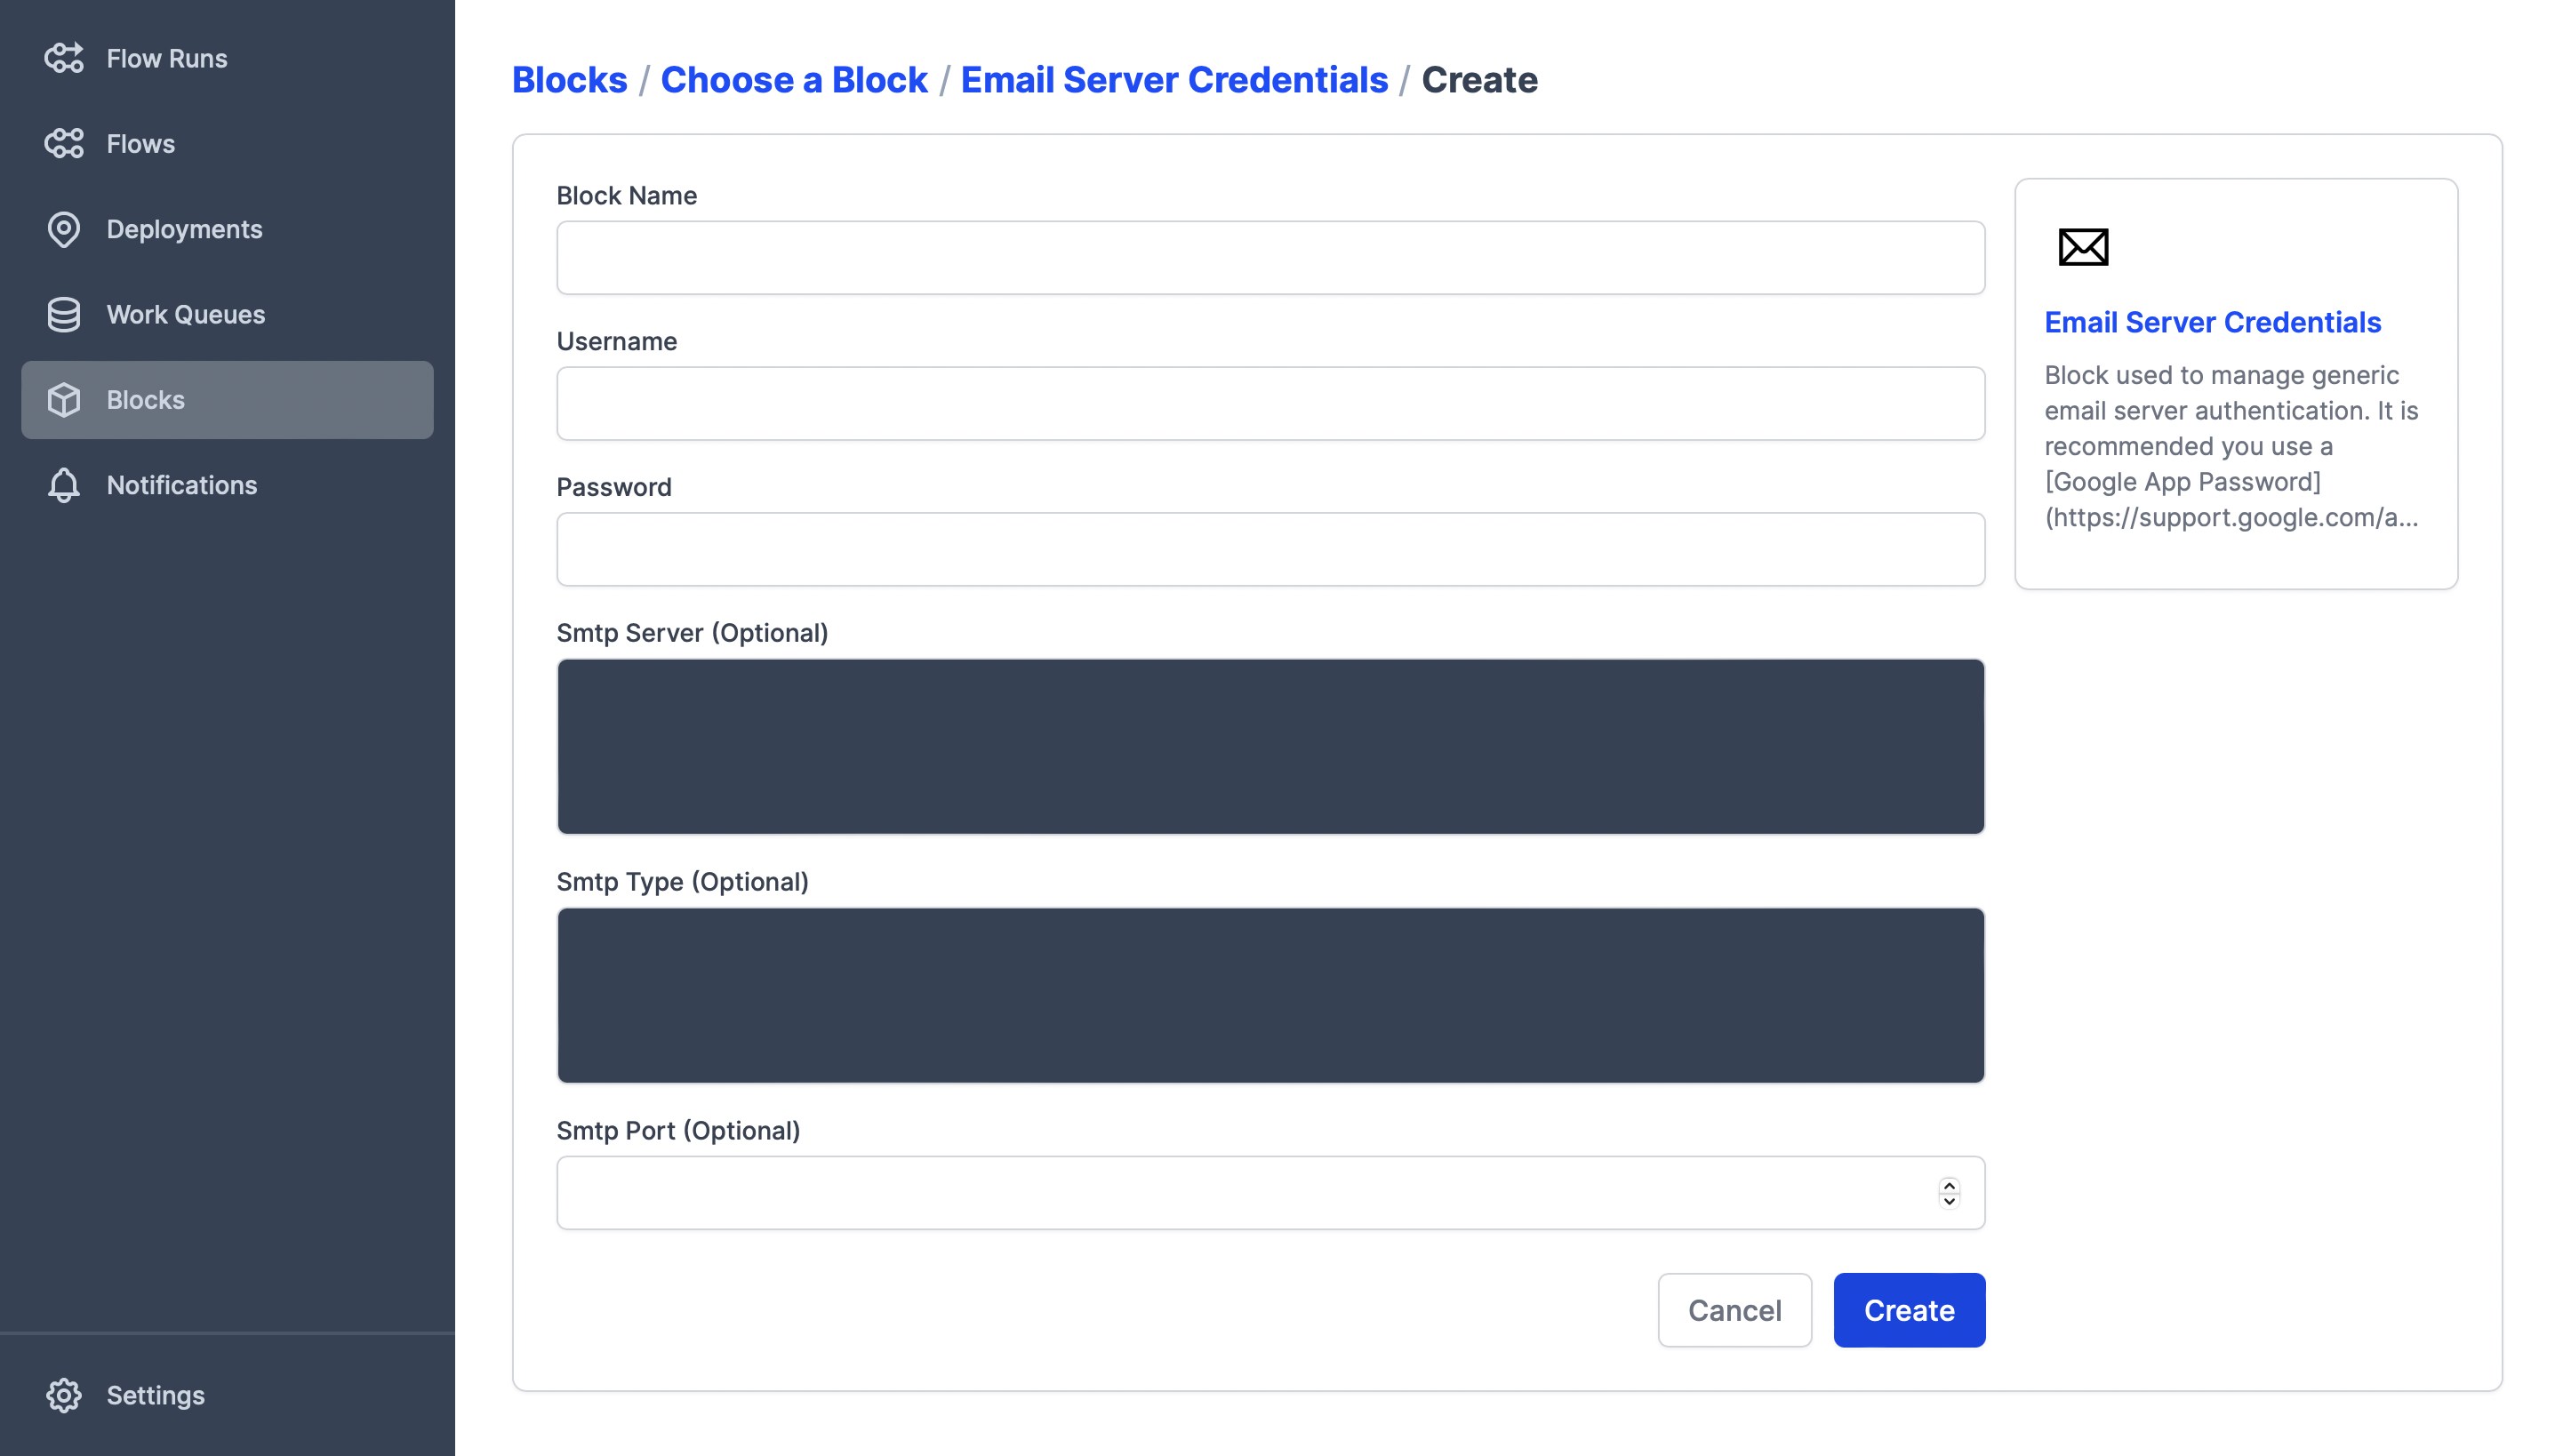 Flow Runs
Flows
Deployments
Work Queues
Blocks
Notifications
Settings
Blocks / Choose a Block / Email Server Credentials / Create
Block Name
Username
Password
Smtp Server (Optional)
Smtp Type (Optional)
Smtp Port (Optional)
Cancel
Create
Email Server Credentials
Block used to manage generic
email server authentication. It is
recommended you use a
[Google App Password]
(https://support.google.com/a...